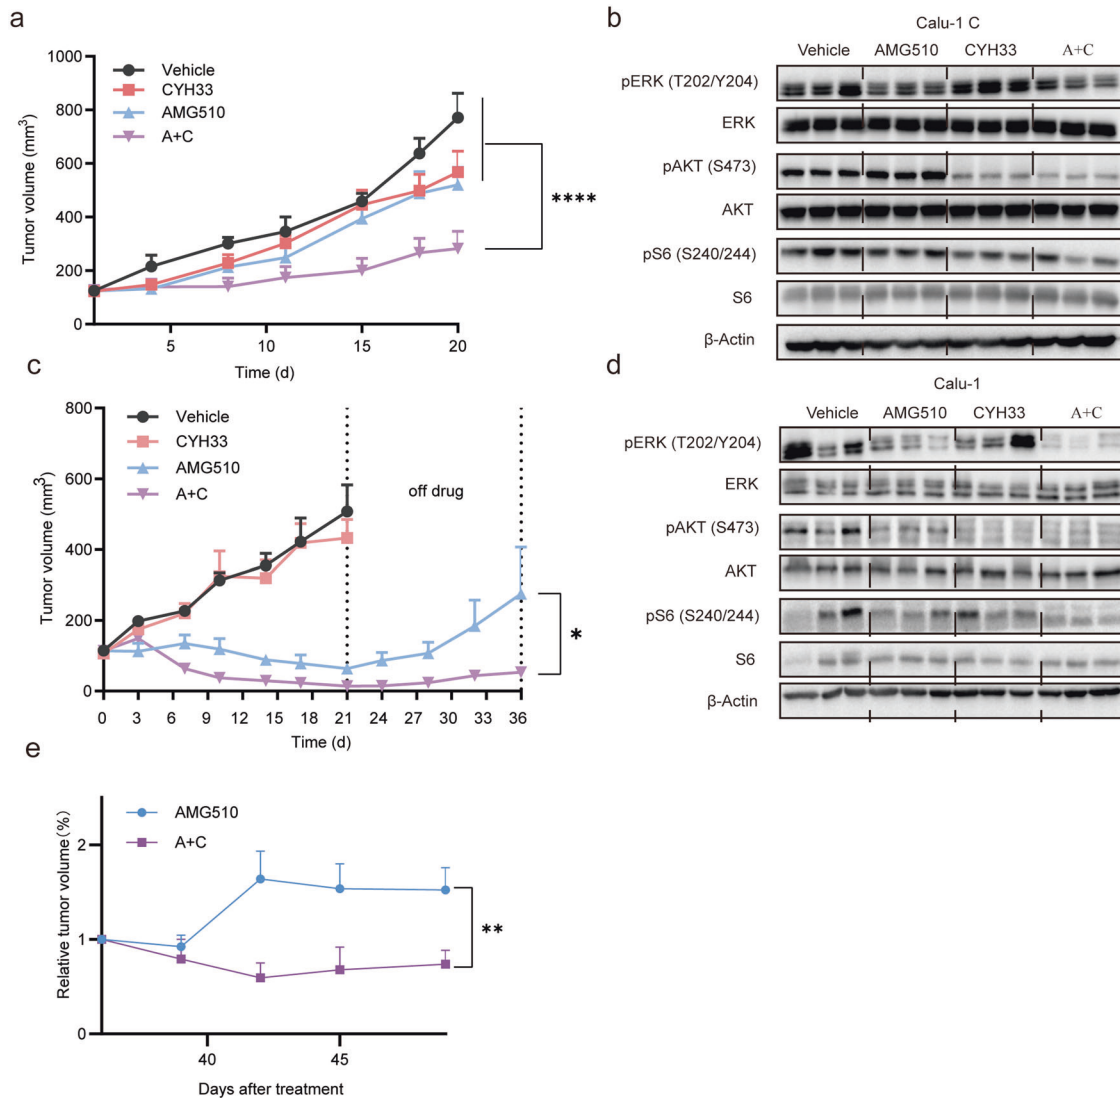 a
1000
800
600
400
200
0
Tumor volume (mm³)
Vehicle
CYH33
AMG510
A+C
****
5
10
15
20
Time (d)
b
Calu-1 C
Vehicle AMG510 CYH33 A+C
pERK (T202/Y204)
ERK
pAKT (S473)
AKT
pS6 (S240/244)
S6
β-Actin
c
800
600
400
200
0
Tumor volume (mm³)
Vehicle
CYH33
AMG510
A+C
off drug
*
0 3 6 7 9 10 12 15 18 21 24 27 30 33 36
Time (d)
d
Calu-1
Vehicle AMG510 CYH33 A+C
pERK (T202/Y204)
ERK
pAKT (S473)
AKT
pS6 (S240/244)
S6
β-Actin
e
2
1
0
Relative tumor volume(%)
AMG510
A+C
**
40
45
Days after treatment